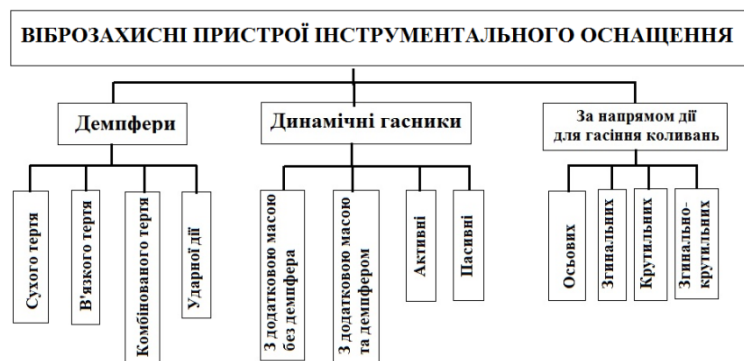 ВІБРОЗАХИСНІ ПРИСТРОЇ ІНСТРУМЕНТАЛЬНОГО ОСНАЩЕННЯ
Демпфери
Динамічні гасники
За напрямом дії
для гасіння коливань
Сухого тертя
В'язкого тертя
Комбінованого тертя
Ударної дії
З додатковою масою
без демпфера
З додатковою масою
та демпфером
Активні
Пасивні
Осьових
Згинальних
Крутильних
Згинально-
крутильних